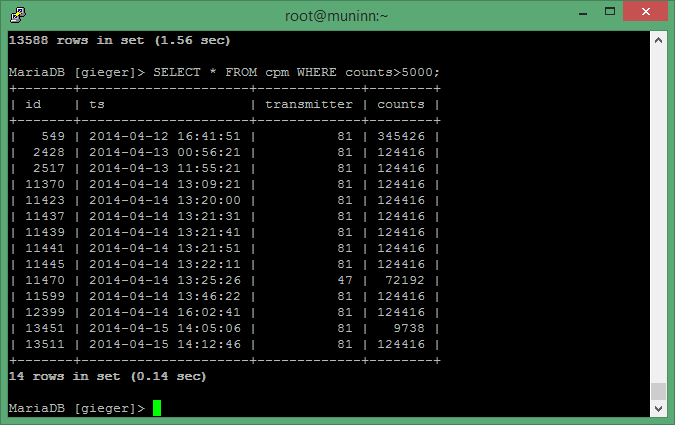 root@muninn:~
13588 rows in set (1.56 sec)
MariaDB [gieger]> SELECT * FROM cpm WHERE counts>5000;
+-------+---------------------+-------------+--------+
| id    | ts                  | transmitter | counts |
+-------+---------------------+-------------+--------+
|   549 | 2014-04-12 16:41:51 |          81 | 345426 |
|  2428 | 2014-04-13 00:56:21 |          81 | 124416 |
|  2517 | 2014-04-13 11:55:21 |          81 | 124416 |
| 11370 | 2014-04-14 13:09:21 |          81 | 124416 |
| 11423 | 2014-04-14 13:20:00 |          81 | 124416 |
| 11437 | 2014-04-14 13:21:31 |          81 | 124416 |
| 11439 | 2014-04-14 13:21:41 |          81 | 124416 |
| 11441 | 2014-04-14 13:21:51 |          81 | 124416 |
| 11445 | 2014-04-14 13:22:11 |          81 | 124416 |
| 11470 | 2014-04-14 13:25:26 |          47 |  72192 |
| 11599 | 2014-04-14 13:46:22 |          81 | 124416 |
| 12399 | 2014-04-14 16:02:41 |          81 | 124416 |
| 13451 | 2014-04-15 14:05:06 |          81 |   9738 |
| 13511 | 2014-04-15 14:12:46 |          81 | 124416 |
+-------+---------------------+-------------+--------+
14 rows in set (0.14 sec)
MariaDB [gieger]>